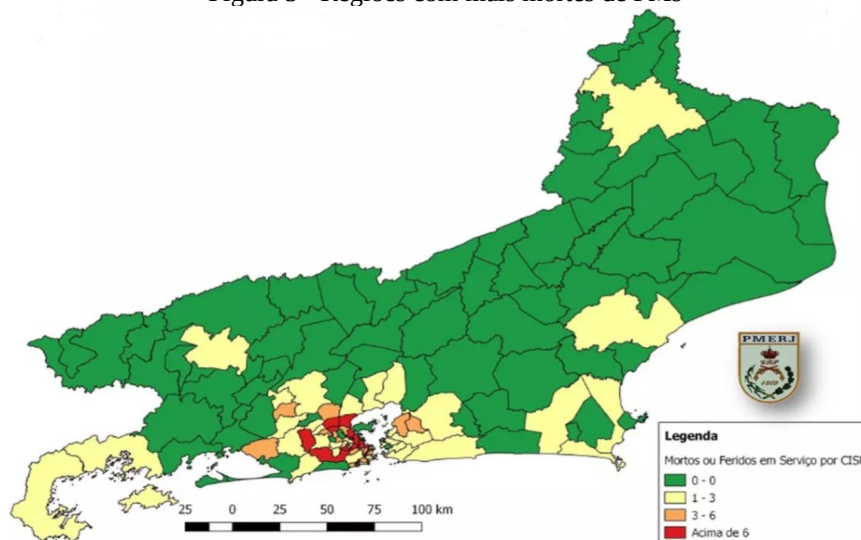 Figura 3 - Regiões com mais mortes de PMs
PMERJ
Legenda
Mortos ou Feridos em Serviço por CISP
0 - 0
1 - 3
3 - 6
Acima de 6
25 0 25 50 75 100 km